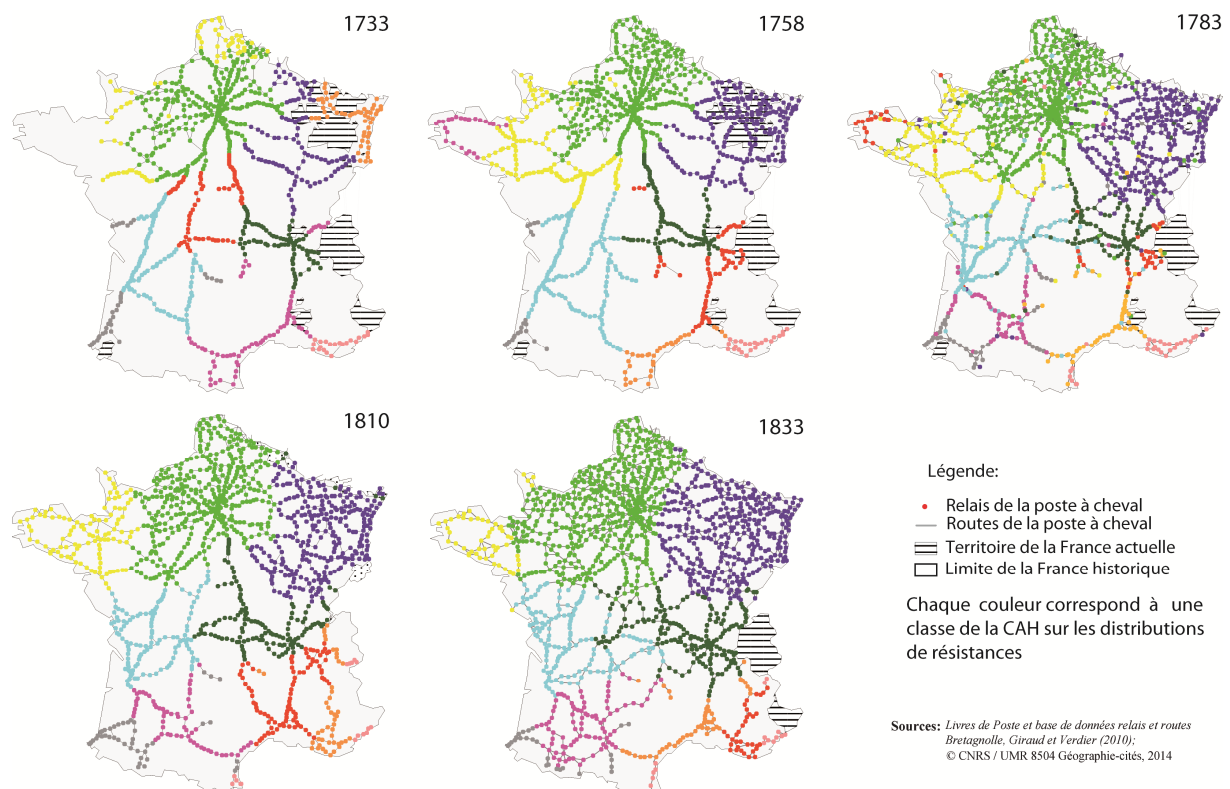 1733
1758
1783
1810
1833
Légende:
Relais de la poste à cheval
Routes de la poste à cheval
Territoire de la France actuelle
Limite de la France historique
Chaque couleur correspond à une
classe de la CAH sur les distributions
de résistances
Sources: Livres de Poste et base de données relais et routes
Bretagnolle, Giraud et Verdier (2010);
© CNRS / UMR 8504 Géographie-cités, 2014